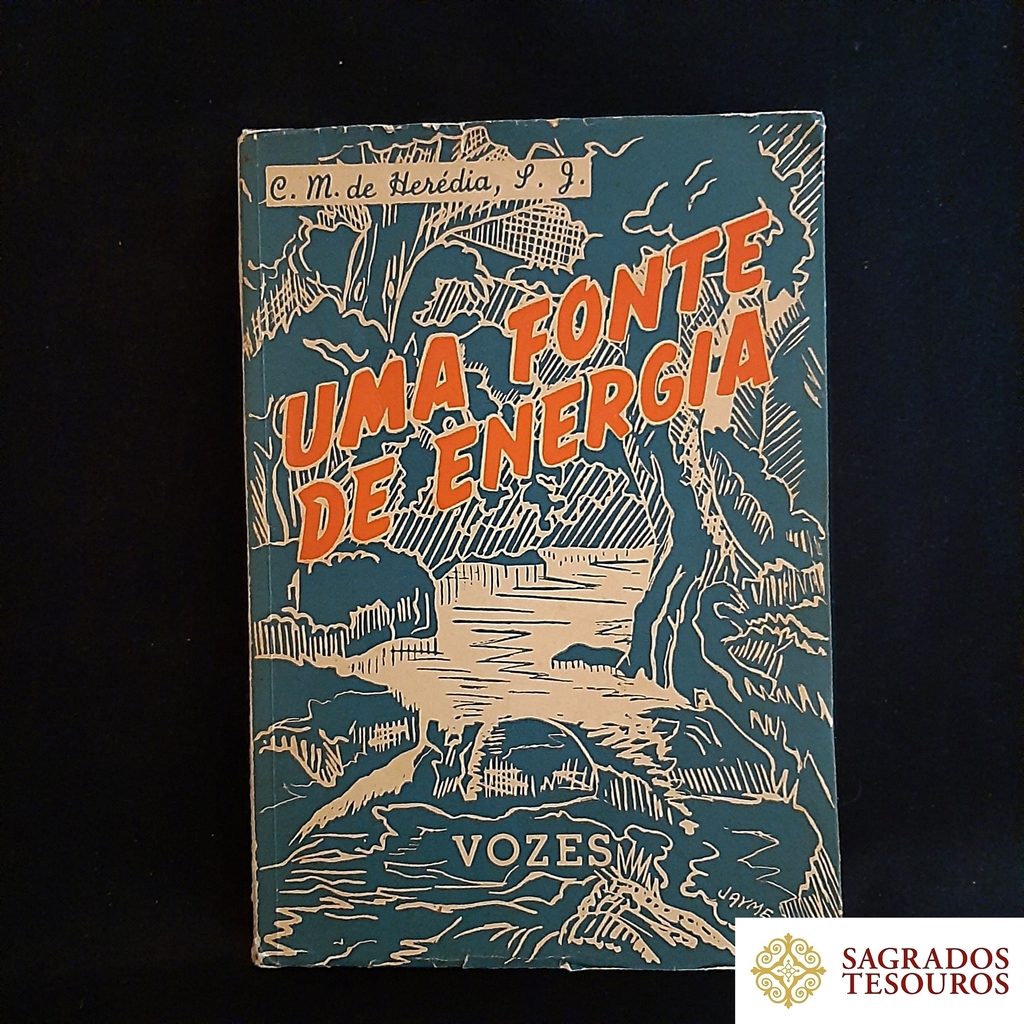 C. M. de Herédia, S. J.
UMA FONTE
DE ENERGIA
VOZES
JAYME
SAGRADOS
TESOUROS